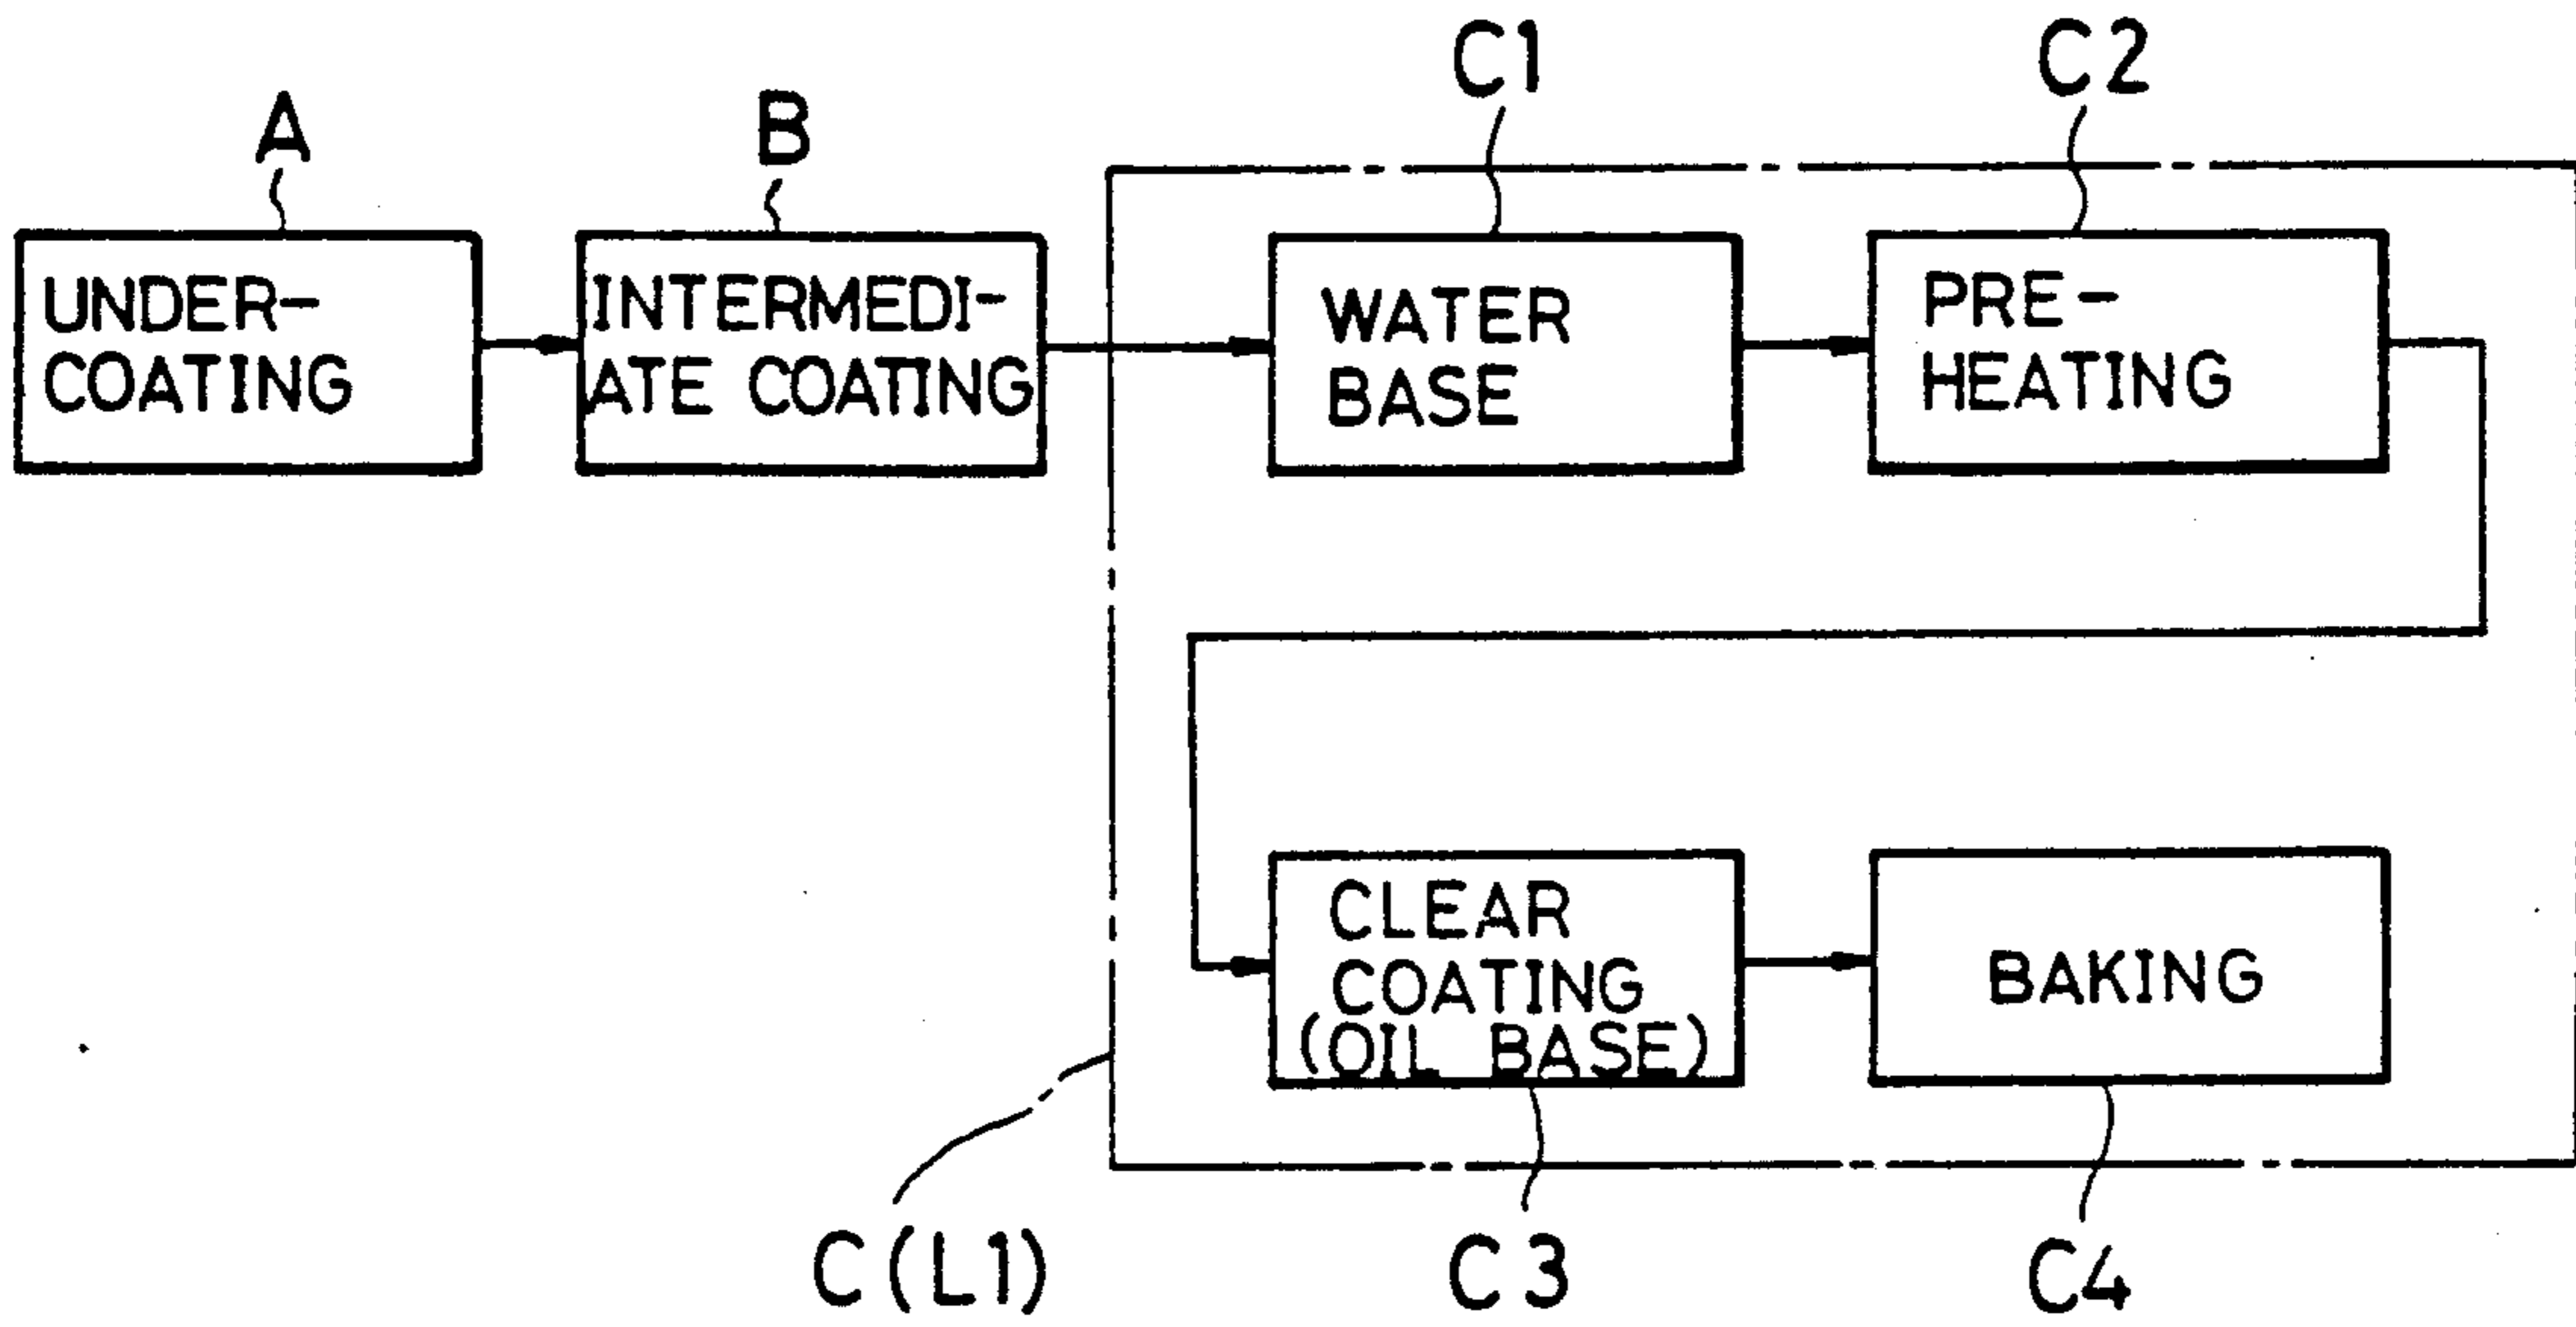 A
B
C1
C2
UNDER-
COATING
INTERMEDI-
ATE COATING
WATER
BASE
PRE-
HEATING
CLEAR
COATING
(OIL BASE)
BAKING
C(L1)
C3
C4